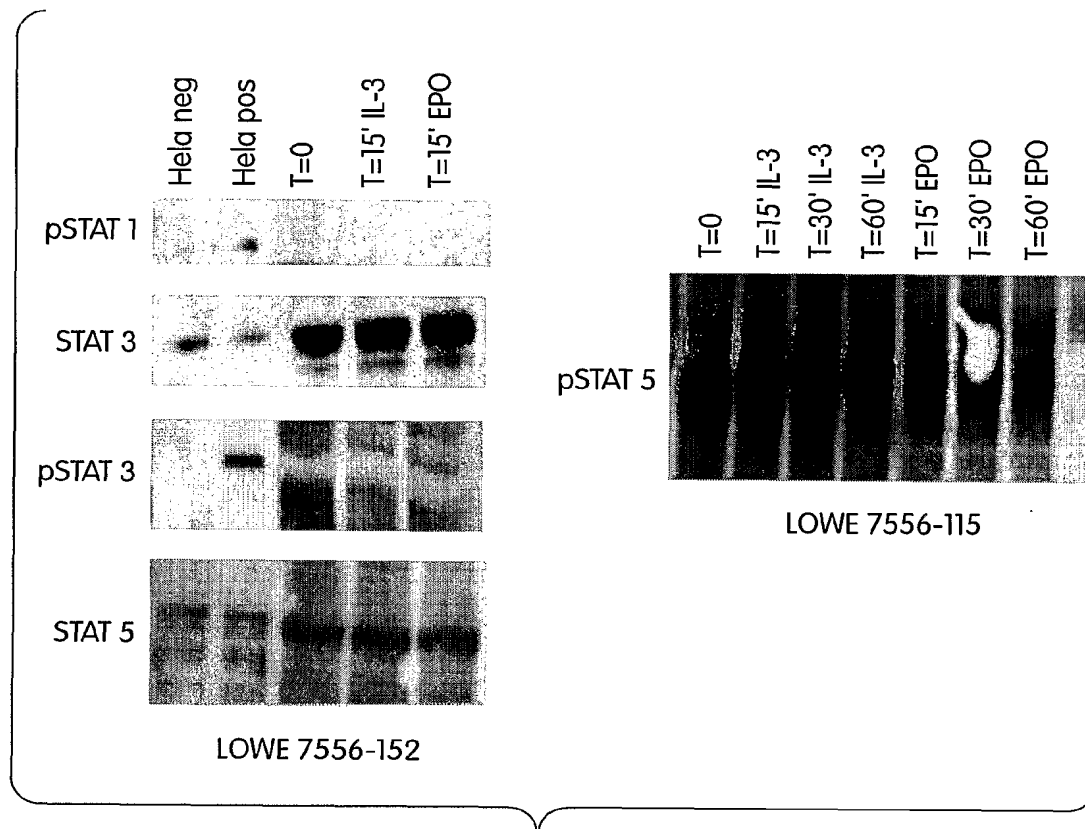 Hela neg
Hela pos
T=0
T=15' IL-3
T=15' EPO
pSTAT 1
STAT 3
pSTAT 3
STAT 5
LOWE 7556-152
T=0
T=15' IL-3
T=30' IL-3
T=60' IL-3
T=15' EPO
T=30' EPO
T=60' EPO
pSTAT 5
LOWE 7556-115